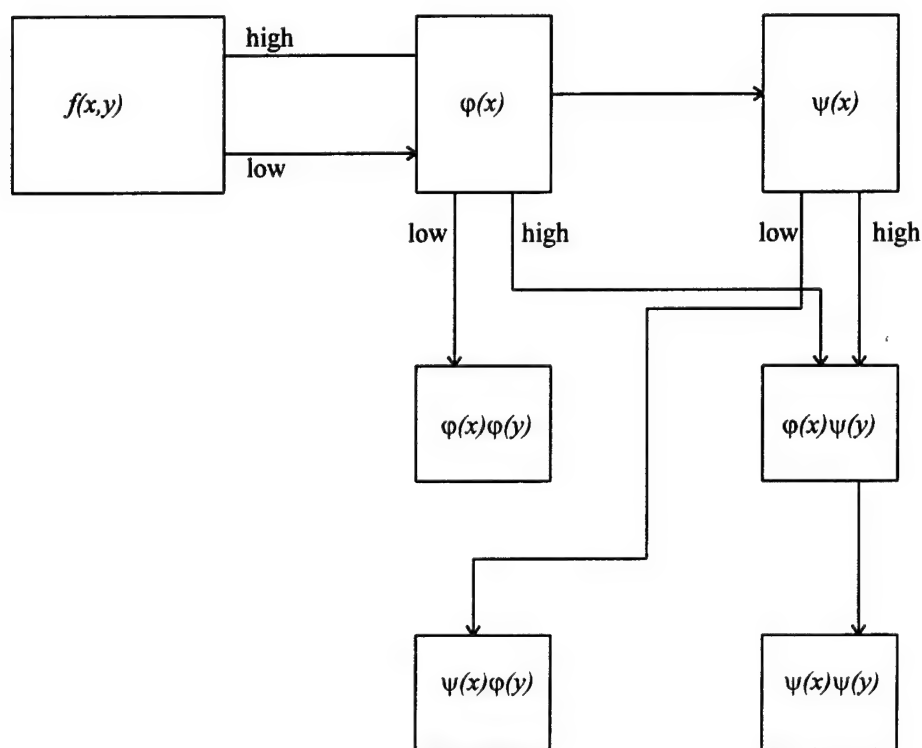 high
f(x,y)
φ(x)
ψ(x)
low
low
high
low
high
φ(x)φ(y)
φ(x)ψ(y)
ψ(x)φ(y)
ψ(x)ψ(y)